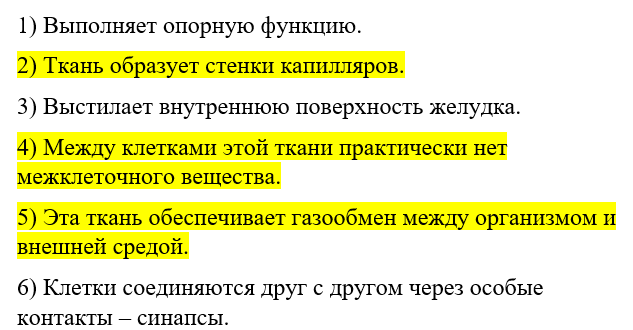 1) Выполняет опорную функцию.
2) Ткань образует стенки капилляров.
3) Выстилает внутреннюю поверхность желудка.
4) Между клетками этой ткани практически нет
межклеточного вещества.
5) Эта ткань обеспечивает газообмен между организмом и
внешней средой.
6) Клетки соединяются друг с другом через особые
контакты – синапсы.